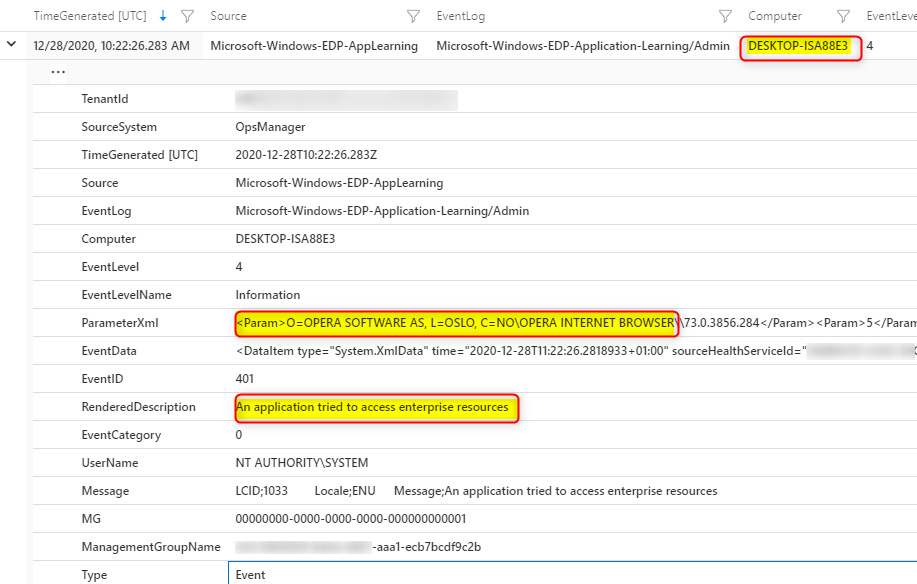 TimeGenerated [UTC] Source EventLog Computer EventLeve
12/28/2020, 10:22:26.283 AM Microsoft-Windows-EDP-AppLearning Microsoft-Windows-EDP-Application-Learning/Admin DESKTOP-ISA88E3 4
...
TenantId
SourceSystem OpsManager
TimeGenerated [UTC] 2020-12-28T10:22:26.283Z
Source Microsoft-Windows-EDP-AppLearning
EventLog Microsoft-Windows-EDP-Application-Learning/Admin
Computer DESKTOP-ISA88E3
EventLevel 4
EventLevelName Information
ParameterXml <Param>O=OPERA SOFTWARE AS, L=OSLO, C=NO\OPERA INTERNET BROWSER\\73.0.3856.284</Param><Param>5</Param
EventData <DataItem type="System.XmlData" time="2020-12-28T11:22:26.2818933+01:00" sourceHealthServiceId="
EventID 401
RenderedDescription An application tried to access enterprise resources
EventCategory 0
UserName NT AUTHORITY\SYSTEM
Message LCID;1033 Locale;ENU Message;An application tried to access enterprise resources
MG 00000000-0000-0000-0000-000000000001
ManagementGroupName -aaa1-ecb7bcdf9c2b
Type Event